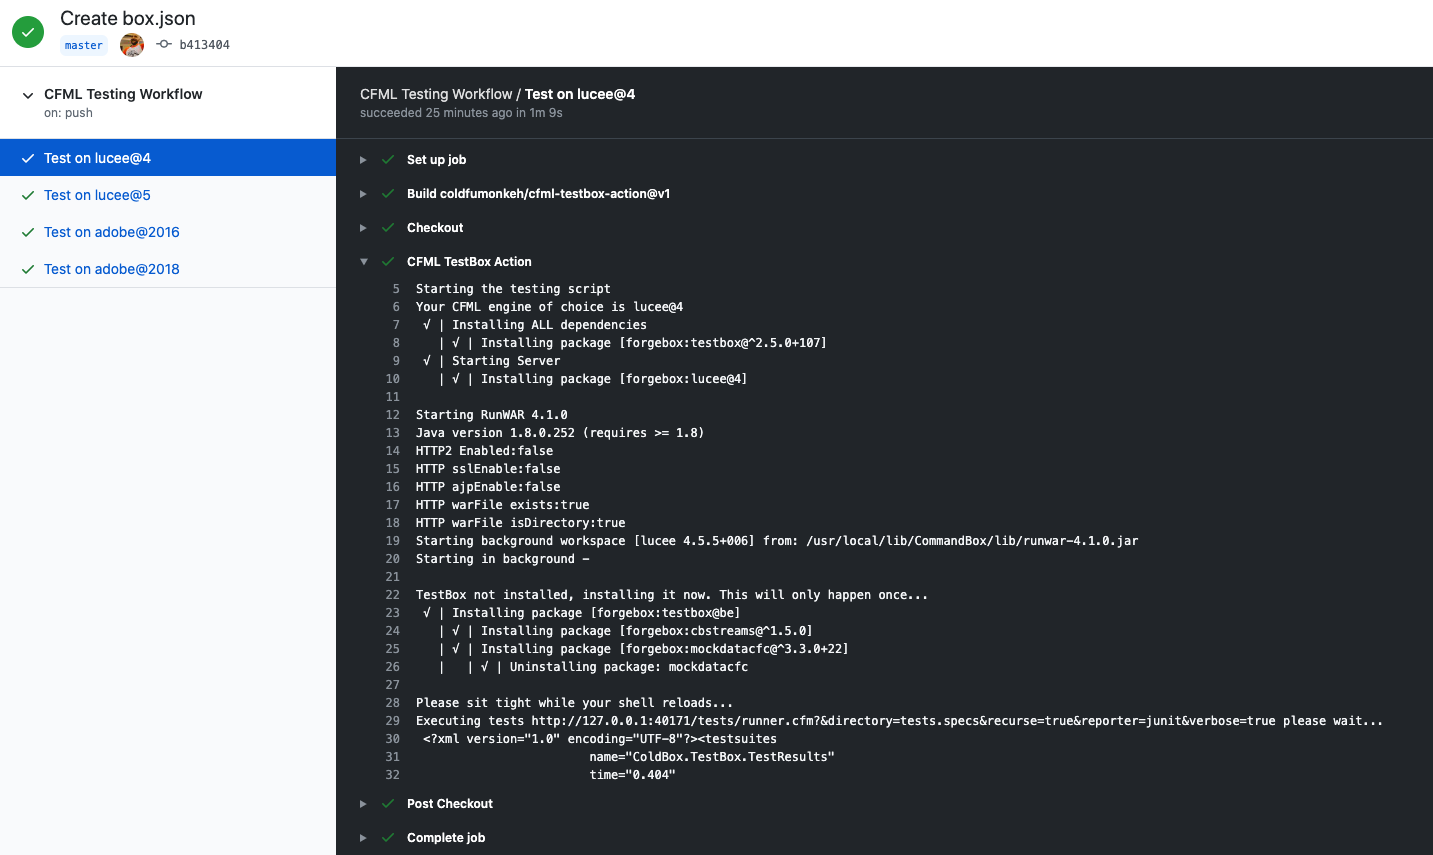 Create box.json
master b413404
CFML Testing Workflow
on: push
Test on lucee@4
Test on lucee@5
Test on adobe@2016
Test on adobe@2018
CFML Testing Workflow / Test on lucee@4
succeeded 25 minutes ago in 1m 9s
Set up job
Build coldfumonkeh/cfml-testbox-action@v1
Checkout
CFML TestBox Action
5 Starting the testing script
6 Your CFML engine of choice is lucee@4
7 √ | Installing ALL dependencies
8 | √ | Installing package [forgebox:testbox@^2.5.0+107]
9 √ | Starting Server
10 | √ | Installing package [forgebox:lucee@4]
11
12 Starting RunWAR 4.1.0
13 Java version 1.8.0.252 (requires >= 1.8)
14 HTTP2 Enabled:false
15 HTTP sslEnable:false
16 HTTP ajpEnable:false
17 HTTP warFile exists:true
18 HTTP warFile isDirectory:true
19 Starting background workspace [lucee 4.5.5+006] from: /usr/local/lib/CommandBox/lib/runwar-4.1.0.jar
20 Starting in background -
21
22 TestBox not installed, installing it now. This will only happen once...
23 √ | Installing package [forgebox:testbox@be]
24 | √ | Installing package [forgebox:cbstreams@^1.5.0]
25 | √ | Installing package [forgebox:mockdatacfc@^3.3.0+22]
26 | | √ | Uninstalling package: mockdatacfc
27
28 Please sit tight while your shell reloads...
29 Executing tests http://127.0.0.1:40171/tests/runner.cfm?&directory=tests.specs&recurse=true&reporter=junit&verbose=true please wait...
30 <?xml version="1.0" encoding="UTF-8"?><testsuites
31 name="ColdBox.TestBox.TestResults"
32 time="0.404"
Post Checkout
Complete job